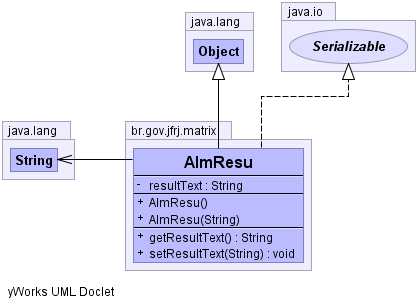 java.lang
Object
java.io
Serializable
java.lang
String
br.gov.jfrj.matrix
AlmResu
- resultText : String
+ AlmResu()
+ AlmResu(String)
+ getResultText() : String
+ setResultText(String) : void
yWorks UML Doclet